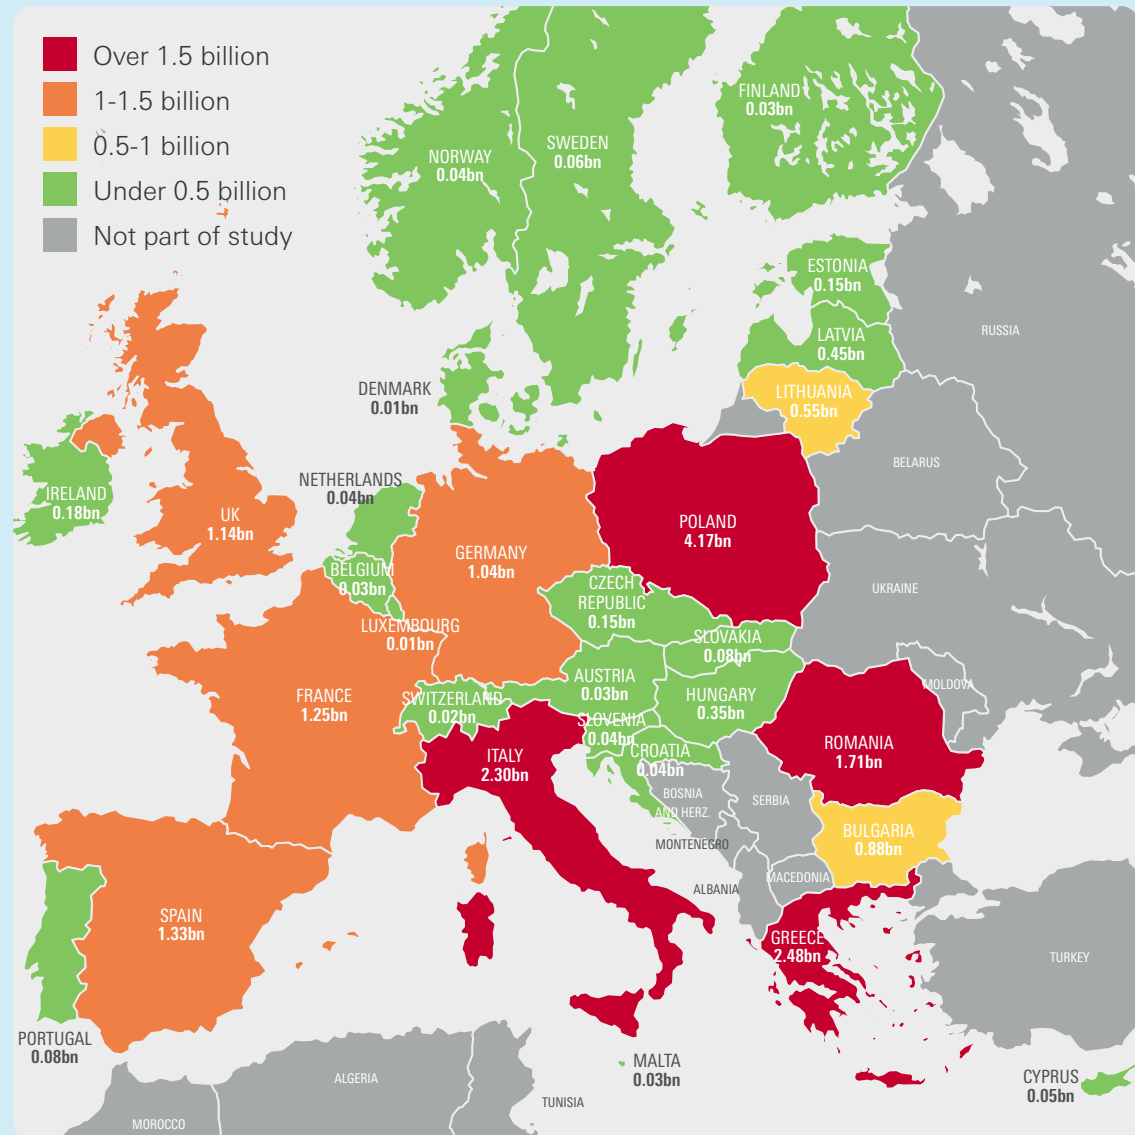 Over 1.5 billion
1-1.5 billion
0.5-1 billion
Under 0.5 billion
Not part of study
FINLAND
0.03bn
NORWAY
0.04bn
SWEDEN
0.06bn
ESTONIA
0.15bn
LATVIA
0.45bn
RUSSIA
DENMARK
0.01bn
LITHUANIA
0.55bn
BELARUS
NETHERLANDS
0.04bn
IRELAND
0.18bn
UK
1.14bn
POLAND
4.17bn
GERMANY
1.04bn
BELGIUM
0.03bn
CZECH
REPUBLIC
0.15bn
UKRAINE
LUXEMBOURG
0.01bn
SLOVAKIA
0.08bn
AUSTRIA
0.03bn
MOLDOVA
FRANCE
1.25bn
SWITZERLAND
0.02bn
HUNGARY
0.35bn
SLOVENIA
0.04bn
ROMANIA
1.71bn
ITALY
2.30bn
CROATIA
0.04bn
BOSNIA
AND HERZ.
SERBIA
MONTENEGRO
BULGARIA
0.88bn
MACEDONIA
ALBANIA
SPAIN
1.33bn
GREECE
2.48bn
TURKEY
PORTUGAL
0.08bn
MALTA
0.03bn
ALGERIA
CYPRUS
0.05bn
TUNISIA
MOROCCO